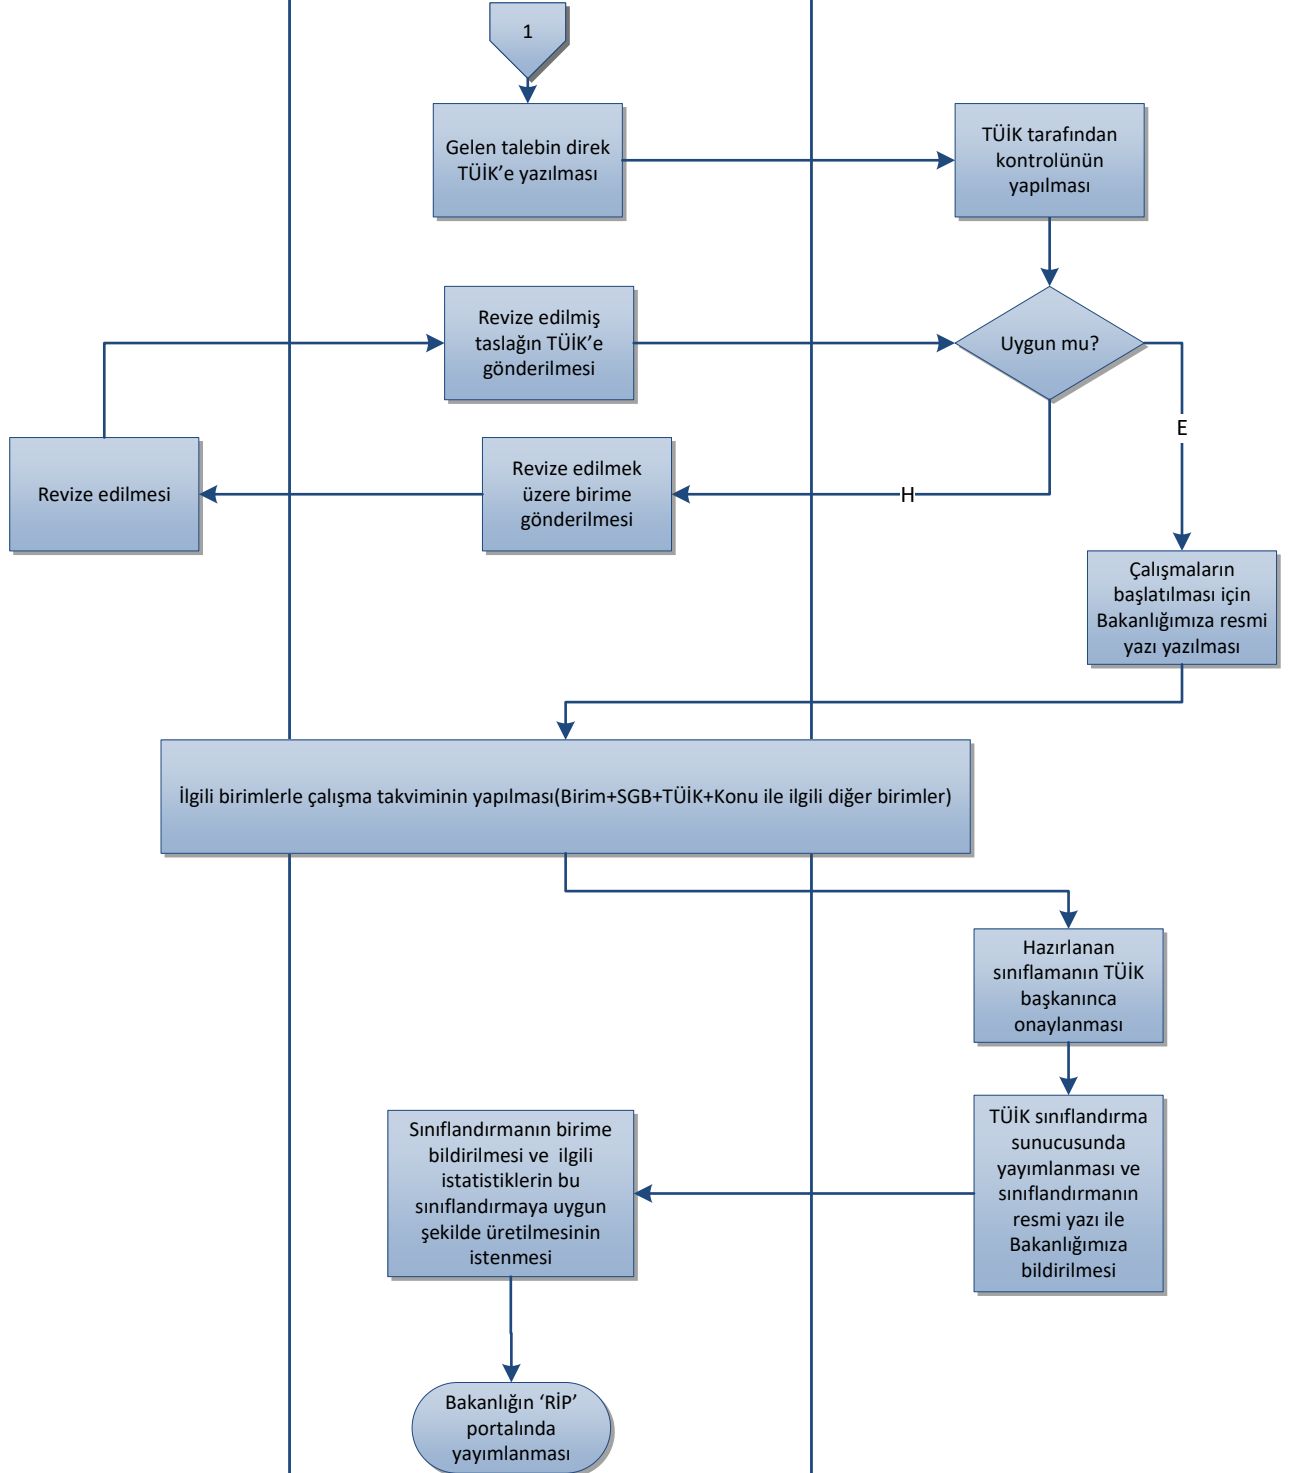 1
Gelen talebin direk
TÜİK’e yazılması
TÜİK tarafından
kontrolünün
yapılması
Revize edilmiş
taslağın TÜİK’e
gönderilmesi
Uygun mu?
E
Revize edilmesi
Revize edilmek
üzere birime
gönderilmesi
H
Çalışmaların
başlatılması için
Bakanlığımıza resmi
yazı yazılması
İlgili birimlerle çalışma takviminin yapılması(Birim+SGB+TÜİK+Konu ile ilgili diğer birimler)
Hazırlanan
sınıflamanın TÜİK
başkanınca
onaylanması
TÜİK sınıflandırma
sunucusunda
yayımlanması ve
sınıflandırmanın
resmi yazı ile
Bakanlığımıza
bildirilmesi
Sınıflandırmanın birime
bildirilmesi ve  ilgili
istatistiklerin bu
sınıflandırmaya uygun
şekilde üretilmesinin
istenmesi
Bakanlığın ‘RİP’
portalında
yayımlanması